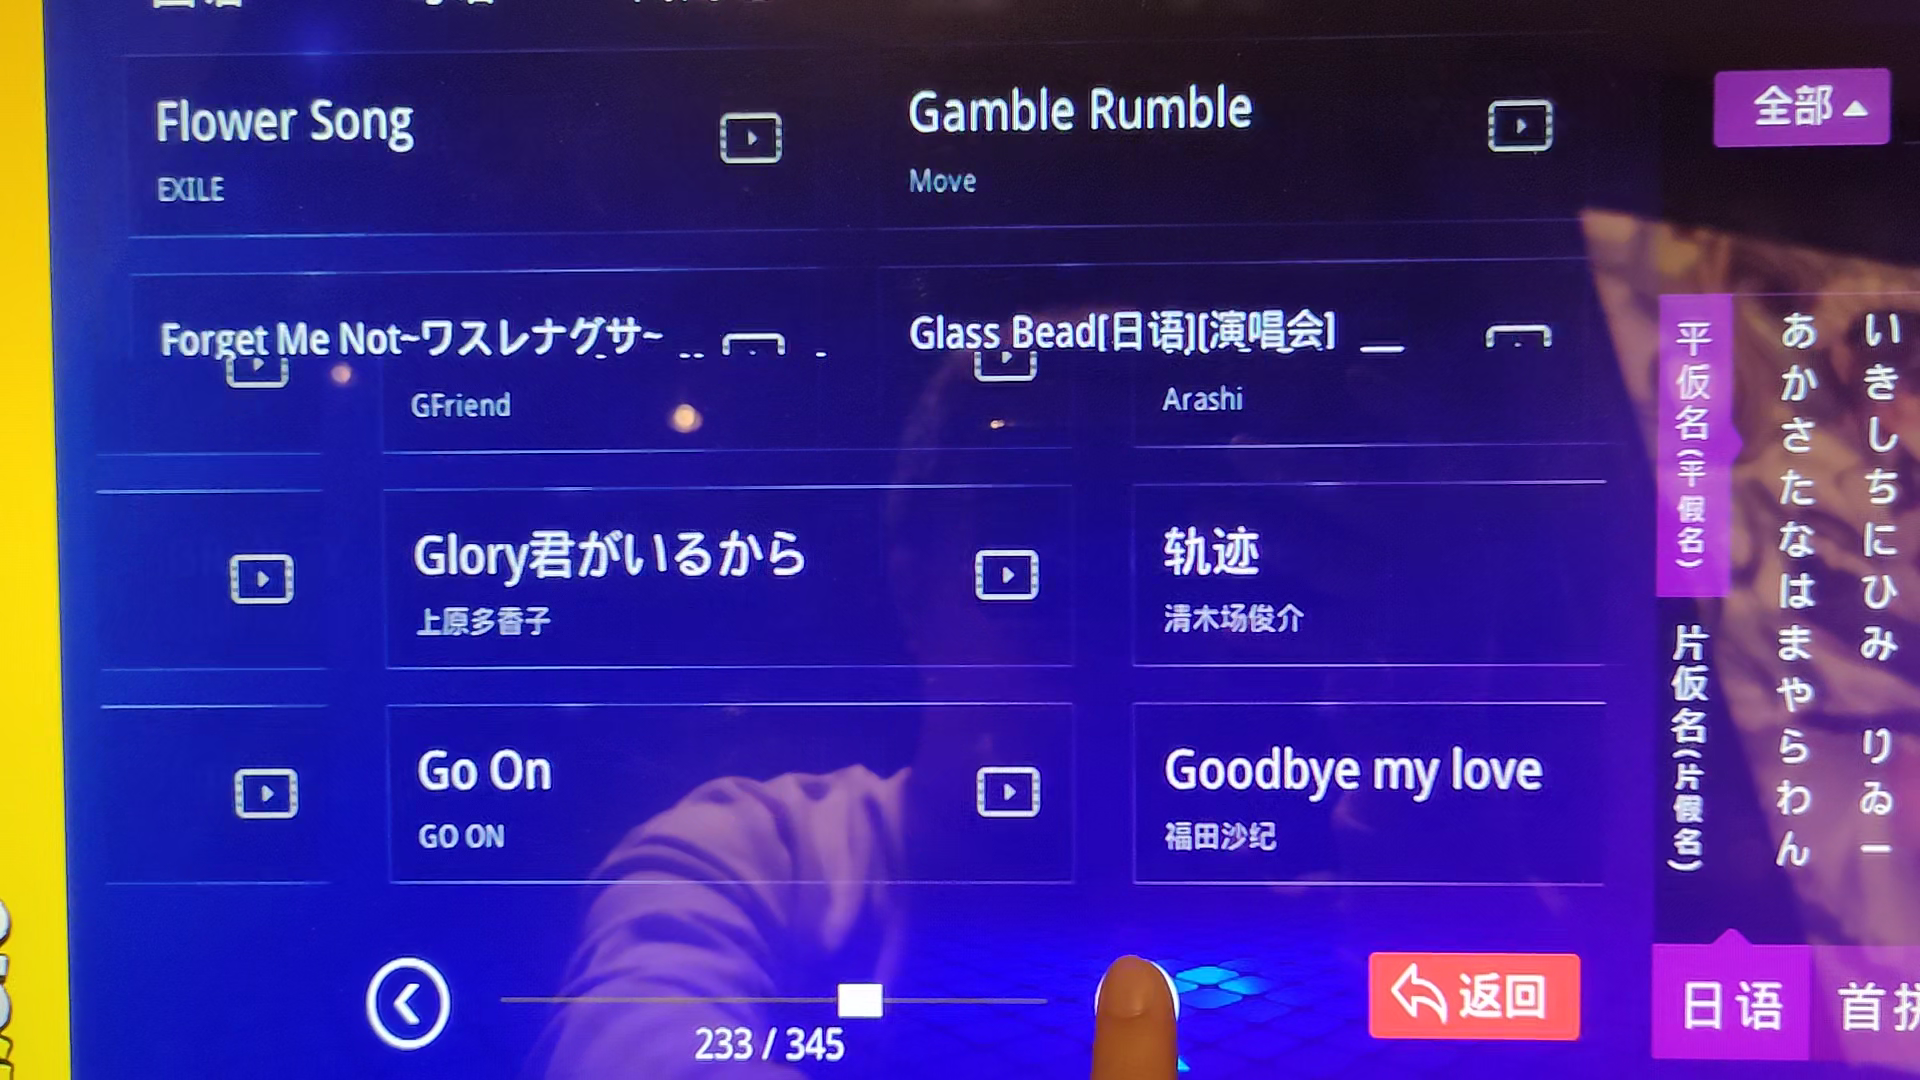 Flower Song
EXILE
Gamble Rumble
Move
全部
Forget Me Not~ワスレナグサ~
Glass Bead[日语][演唱会]
GFriend
Arashi
Glory君がいるから
上原多香子
轨迹
清木场俊介
Go On
GO ON
Goodbye my love
福田沙纪
233 / 345
返回
平仮名(平假名)
片仮名(片假名)
あかさたなはまやらわん
いきしちにひみ りゐー
日语
首拼